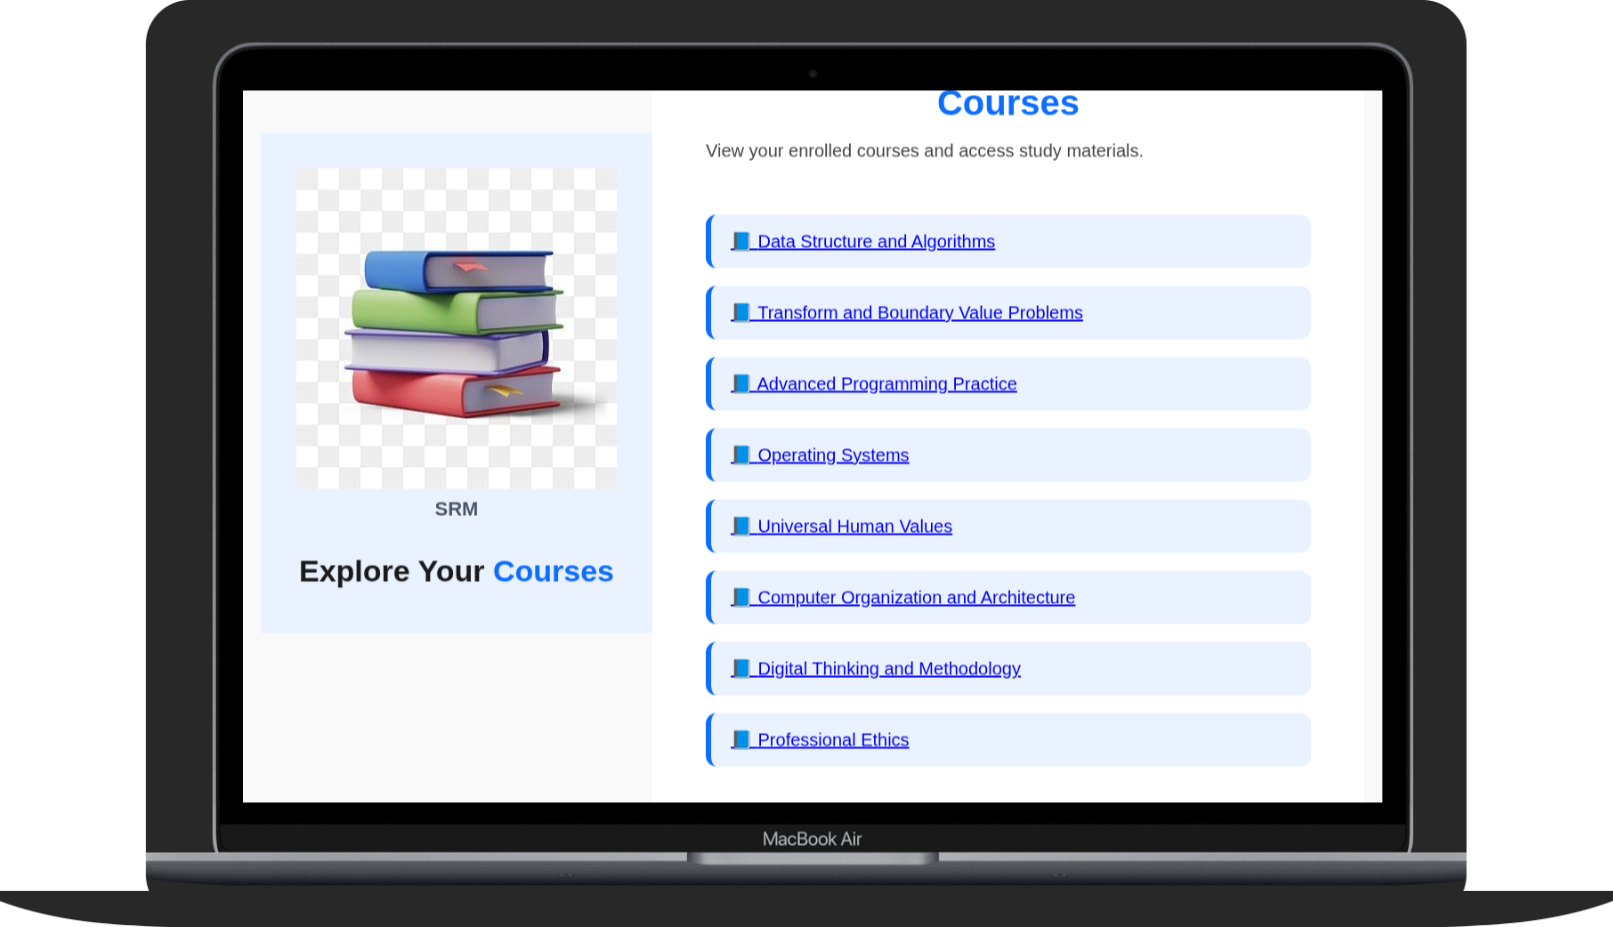 Courses
View your enrolled courses and access study materials.
Data Structure and Algorithms
Transform and Boundary Value Problems
Advanced Programming Practice
Operating Systems
Universal Human Values
Computer Organization and Architecture
Digital Thinking and Methodology
Professional Ethics
SRM
Explore Your Courses
MacBook Air